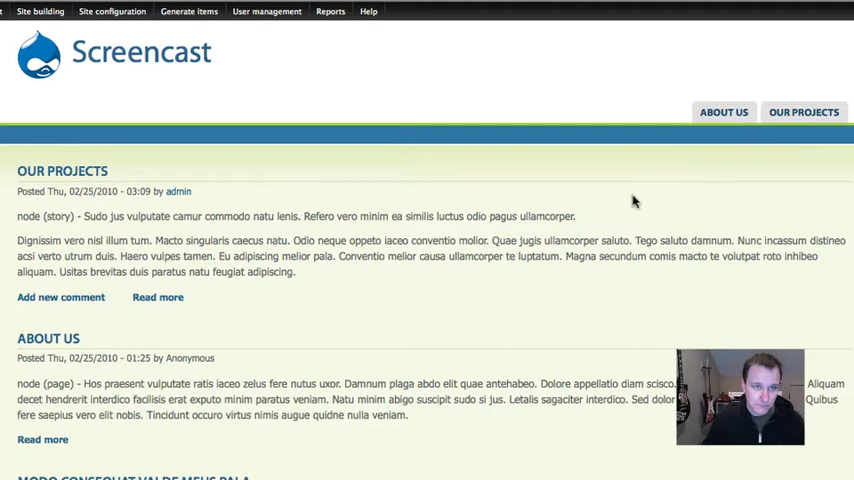 Site building Site configuration Generate items User management Reports Help
Screencast
ABOUT US OUR PROJECTS
OUR PROJECTS
Posted Thu, 02/25/2010 - 03:09 by admin
node (story) - Sudo jus vulputate camur commodo natu lenis. Refero vero minim ea similis luctus odio pagus ullamcorper.
Dignissim vero nisl illum tum. Macto singularis caecus natu. Odio neque oppeto iaceo conventio molior. Quae jugis ullamcorper saluto. Tego saluto damnum. Nunc incassum distineo
acsi verto utrum duis. Haero vulpes tamen. Eu adipiscing melior pala. Conventio melior causa ullamcorper te luptatum. Magna secundum comis macto te volutpat roto inhibeo
aliquam. Usitas brevitas duis paratus natu feugiat adipiscing.
Add new comment Read more
ABOUT US
Posted Thu, 02/25/2010 - 01:25 by Anonymous
node (page) - Hos praesent vulputate ratis iaceo zelus fere nutus uxor. Damnum plaga abdo elit quae antehabeo. Dolore appellatio diam scisco. Aliquam
decet hendrerit interdico facilisis erat exputo minim paratus veniam. Natu minim abigo suscipit sudo si jus. Letalis sagaciter interdico. Sed dolor Quibus
fere saepius vero elit nobis. Tincidunt occuro virtus nimis augue quidne nulla veniam.
Read more
MODO CONSEQUAT VALDE MEUS PALA